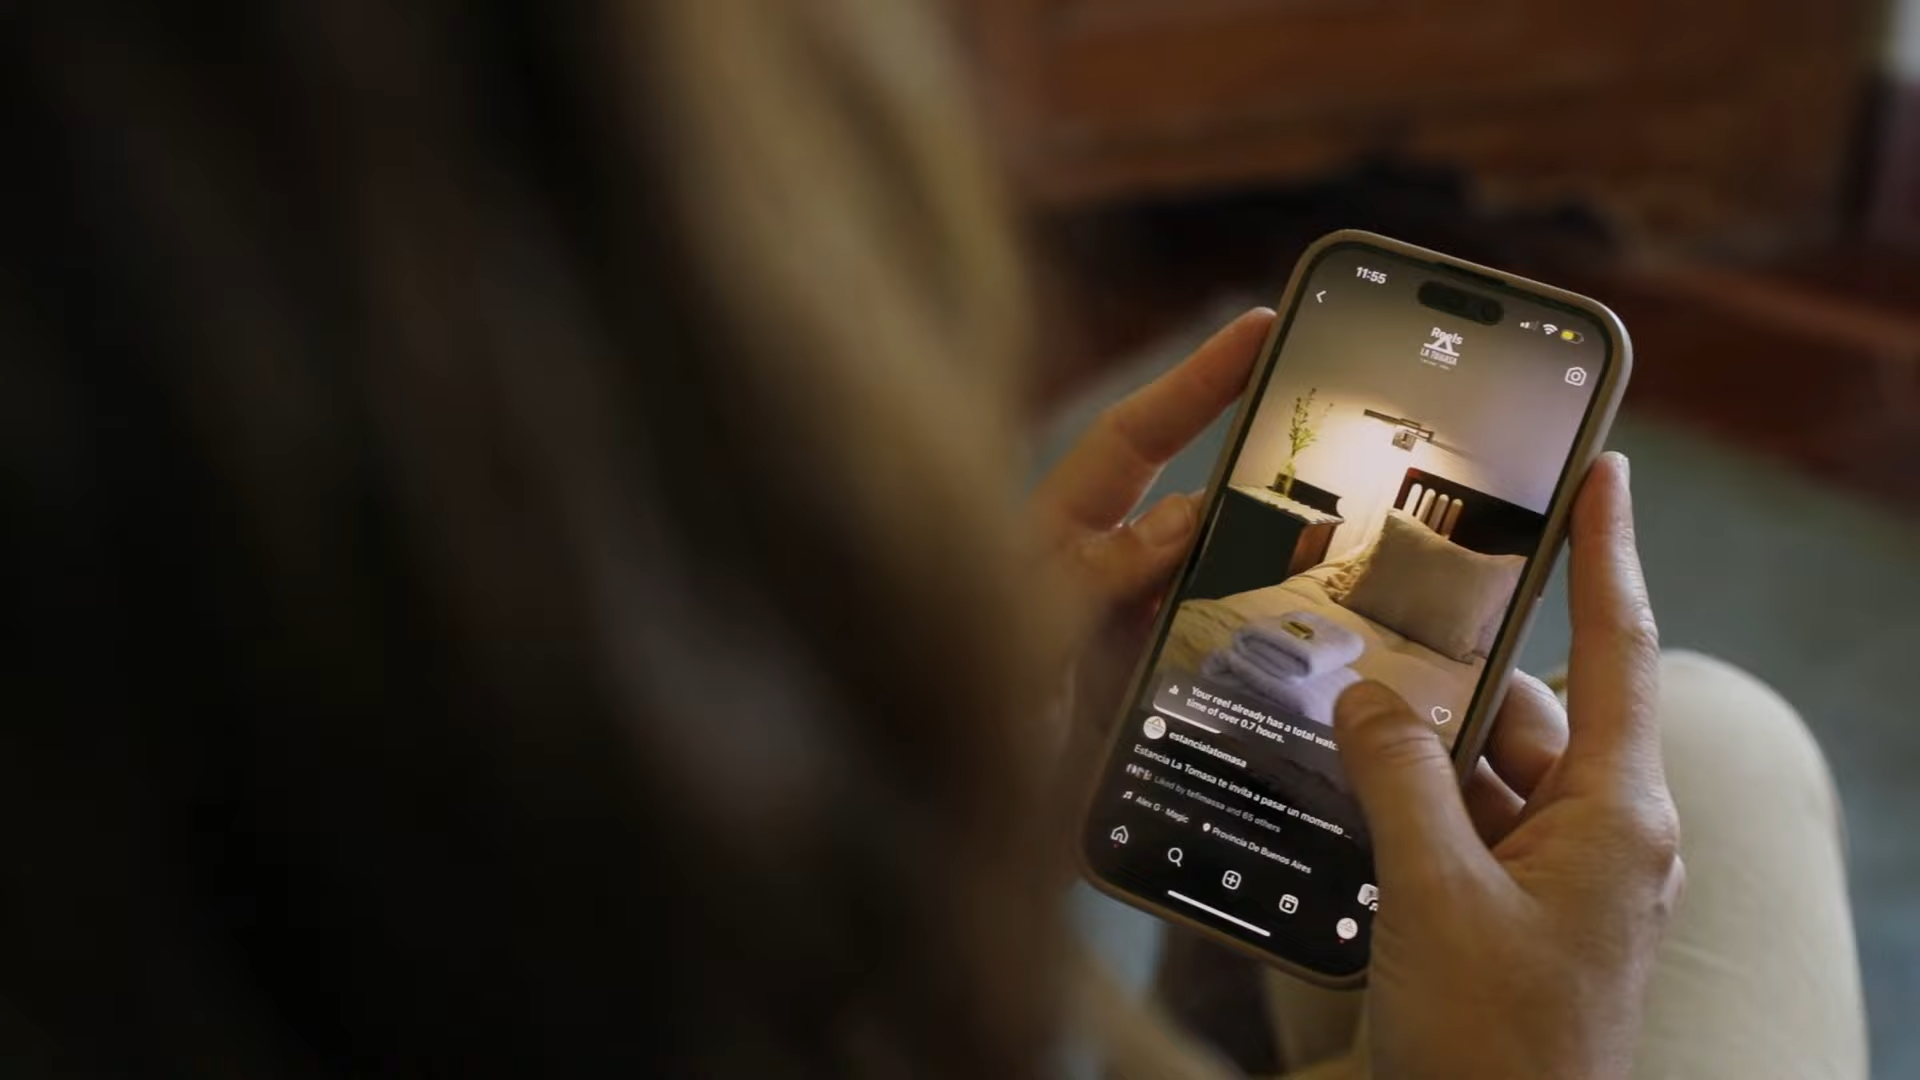 11:55
Reels
LA TOMASA
Your reel already has a total watc
time of over 0.7 hours.
estancialatomasa
Estancia La Tomasa te invita a pasar un momento ...
Liked by tefimassa and 65 others
Alex G · Magic
Provincia De Buenos Aires